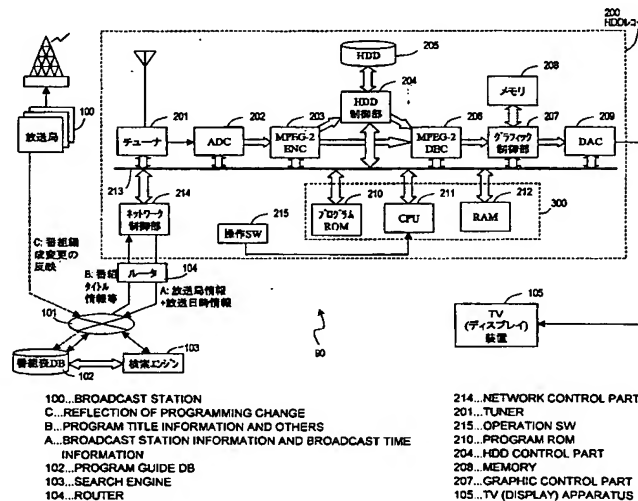 200
HDDレコーダ
HDD
205
204
HDD
制御部
208
メモリ
100
放送局
201
202
203
206
207
209
チューナ
ADC
MPEG-2
ENC
MPEG-2
DEC
グラフィック
制御部
DAC
213
214
ネットワーク
制御部
215
操作SW
210
プログラム
ROM
211
CPU
212
RAM
300
C: 番組編
成変更の
反映
B: 番組
タイトル
情報等
ルータ
104
A: 放送局情報
+放送日時情報
101
番組表DB
102
検索エンジン
103
90
105
TV
(ディスプレイ)
装置
100...BROADCAST STATION
C...REFLECTION OF PROGRAMMING CHANGE
B...PROGRAM TITLE INFORMATION AND OTHERS
A...BROADCAST STATION INFORMATION AND BROADCAST TIME
INFORMATION
102...PROGRAM GUIDE DB
103...SEARCH ENGINE
104...ROUTER
214...NETWORK CONTROL PART
201...TUNER
215...OPERATION SW
210...PROGRAM ROM
204...HDD CONTROL PART
208...MEMORY
207...GRAPHIC CONTROL PART
105...TV (DISPLAY) APPARATUS